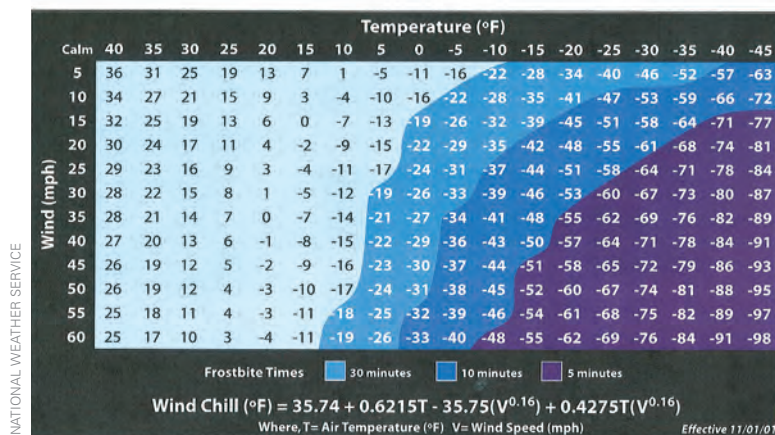 Temperature (ºF)
Calm 40 35 30 25 20 15 10 5 0 -5 -10 -15 -20 -25 -30 -35 -40 -45
5 36 31 25 19 13 7 1 -5 -11 -16 -22 -28 -34 -40 -46 -52 -57 -63
10 34 27 21 15 9 3 -4 -10 -16 -22 -28 -35 -41 -47 -53 -59 -66 -72
15 32 25 19 13 6 0 -7 -13 -19 -26 -32 -39 -45 -51 -58 -64 -71 -77
20 30 24 17 11 4 -2 -9 -15 -22 -29 -35 -42 -48 -55 -61 -68 -74 -81
25 29 23 16 9 3 -4 -11 -17 -24 -31 -37 -44 -51 -58 -64 -71 -78 -84
30 28 22 15 8 1 -5 -12 -19 -26 -33 -39 -46 -53 -60 -67 -73 -80 -87
35 28 21 14 7 0 -7 -14 -21 -27 -34 -41 -48 -55 -62 -69 -76 -82 -89
40 27 20 13 6 -1 -8 -15 -22 -29 -36 -43 -50 -57 -64 -71 -78 -84 -91
45 26 19 12 5 -2 -9 -16 -23 -30 -37 -44 -51 -58 -65 -72 -79 -86 -93
50 26 19 12 4 -3 -10 -17 -24 -31 -38 -45 -52 -60 -67 -74 -81 -88 -95
55 25 18 11 4 -3 -11 -18 -25 -32 -39 -46 -54 -61 -68 -75 -82 -89 -97
60 25 17 10 3 -4 -11 -19 -26 -33 -40 -48 -55 -62 -69 -76 -84 -91 -98
Wind (mph)
Frostbite Times 30 minutes 10 minutes 5 minutes
Wind Chill (ºF) = 35.74 + 0.6215T - 35.75(V^0.16) + 0.4275T(V^0.16)
Where, T= Air Temperature (ºF) V= Wind Speed (mph) Effective 11/01/01
NATIONAL WEATHER SERVICE